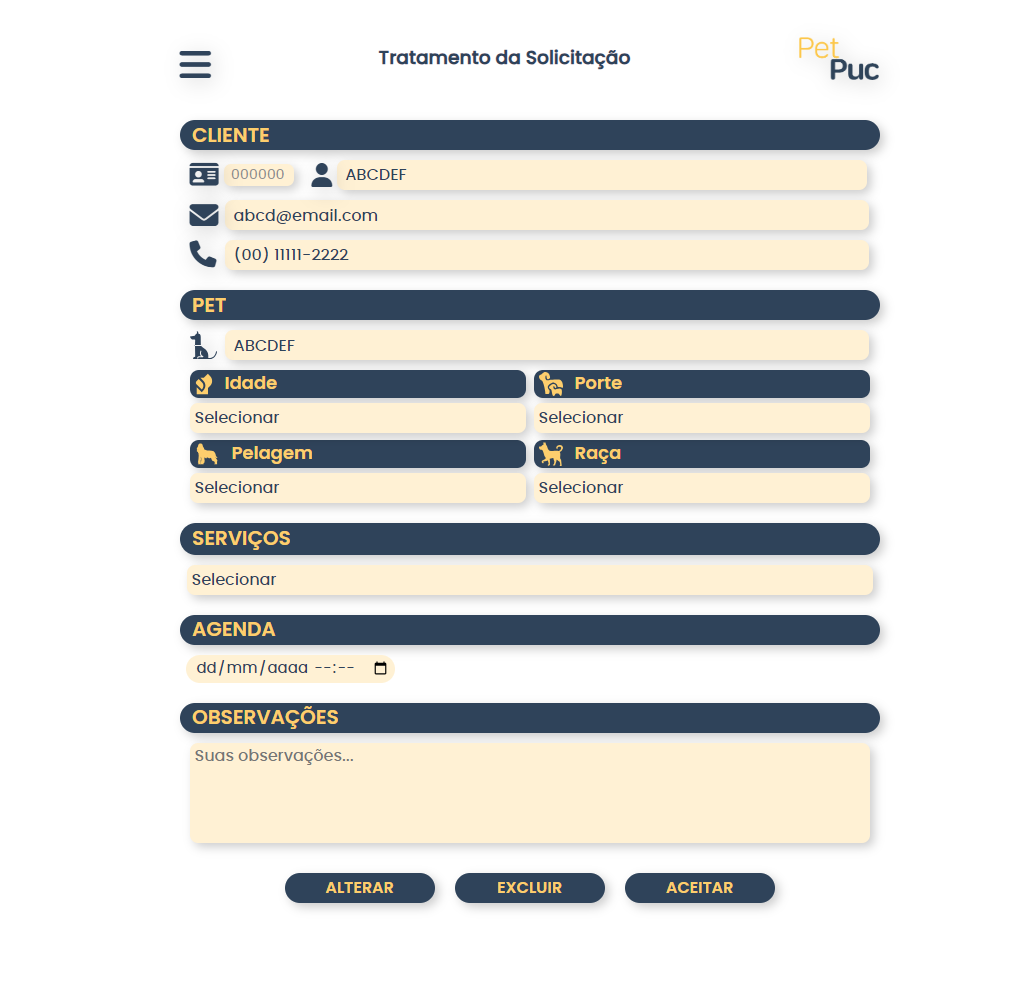 Tratamento da Solicitação
Pet
Puc
CLIENTE
000000 ABCDEF
abcd@email.com
(00) 11111-2222
PET
ABCDEF
Idade Porte
Selecionar Selecionar
Pelagem Raça
Selecionar Selecionar
SERVIÇOS
Selecionar
AGENDA
dd/mm/aaaa --:--
OBSERVAÇÕES
Suas observações...
ALTERAR EXCLUIR ACEITAR